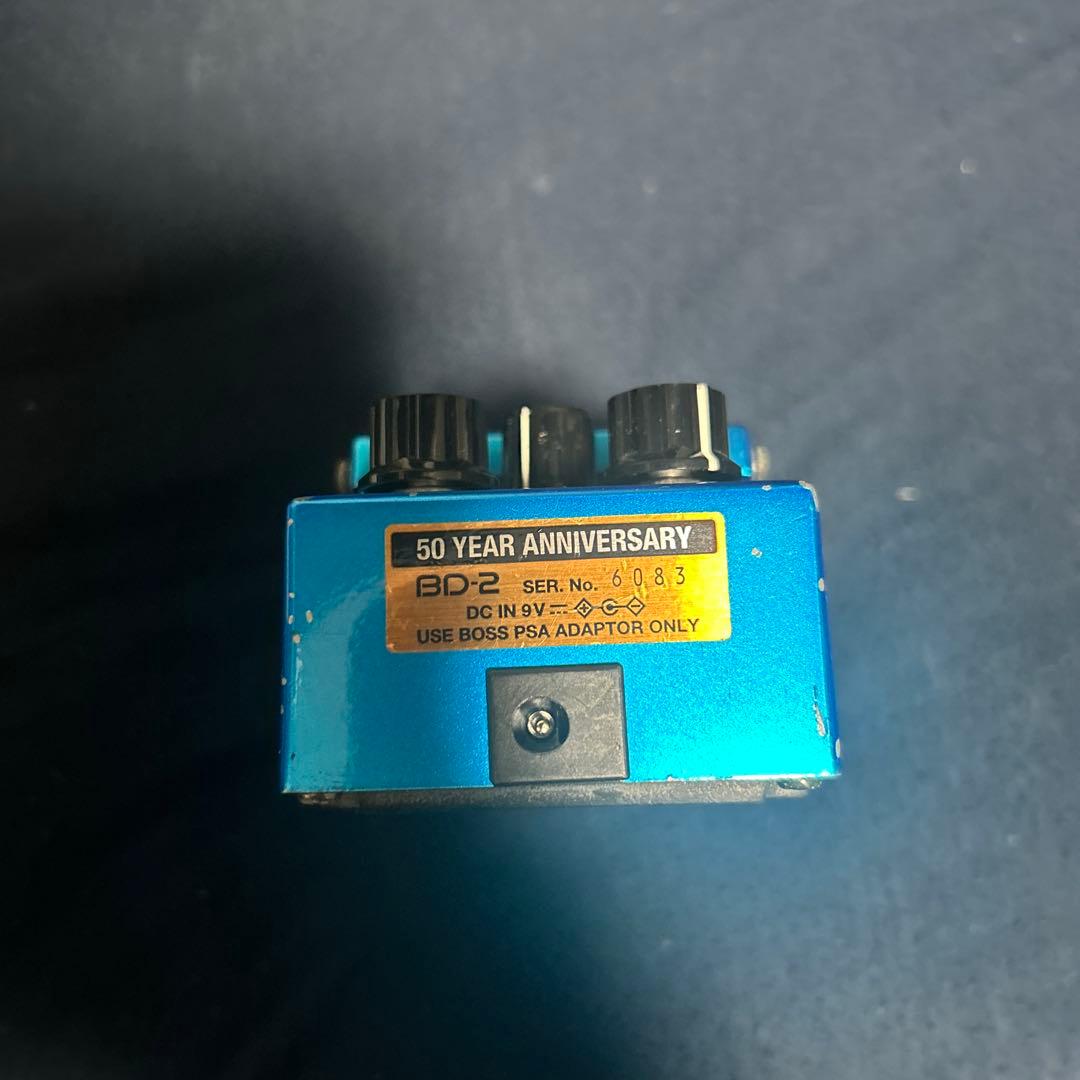 50 YEAR ANNIVERSARY
BD-2 SER. No. 6083
DC IN 9V
USE BOSS PSA ADAPTOR ONLY